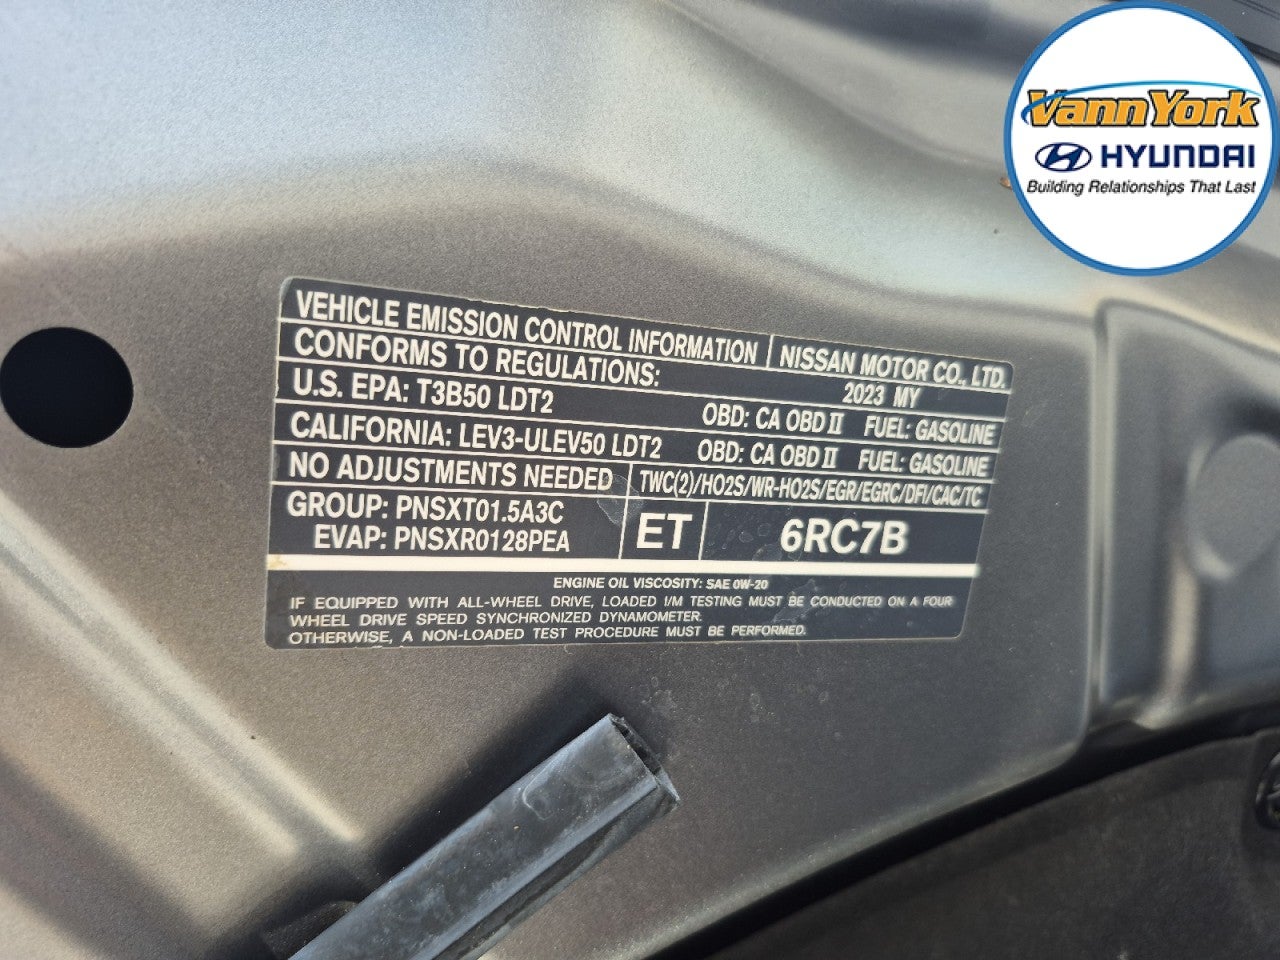 VannYork
HYUNDAI
Building Relationships That Last
VEHICLE EMISSION CONTROL INFORMATION NISSAN MOTOR CO., LTD.
CONFORMS TO REGULATIONS: 2023 MY
U.S. EPA: T3B50 LDT2 OBD: CA OBD II FUEL: GASOLINE
CALIFORNIA: LEV3-ULEV50 LDT2 OBD: CA OBD II FUEL: GASOLINE
NO ADJUSTMENTS NEEDED TWC(2)/HO2S/WR-HO2S/EGR/EGRC/DFI/CAC/TC
GROUP: PNSXT01.5A3C
EVAP: PNSXR0128PEA
ET 6RC7B
ENGINE OIL VISCOSITY: SAE 0W-20
IF EQUIPPED WITH ALL-WHEEL DRIVE, LOADED I/M TESTING MUST BE CONDUCTED ON A FOUR
WHEEL DRIVE SPEED SYNCHRONIZED DYNAMOMETER.
OTHERWISE, A NON-LOADED TEST PROCEDURE MUST BE PERFORMED.